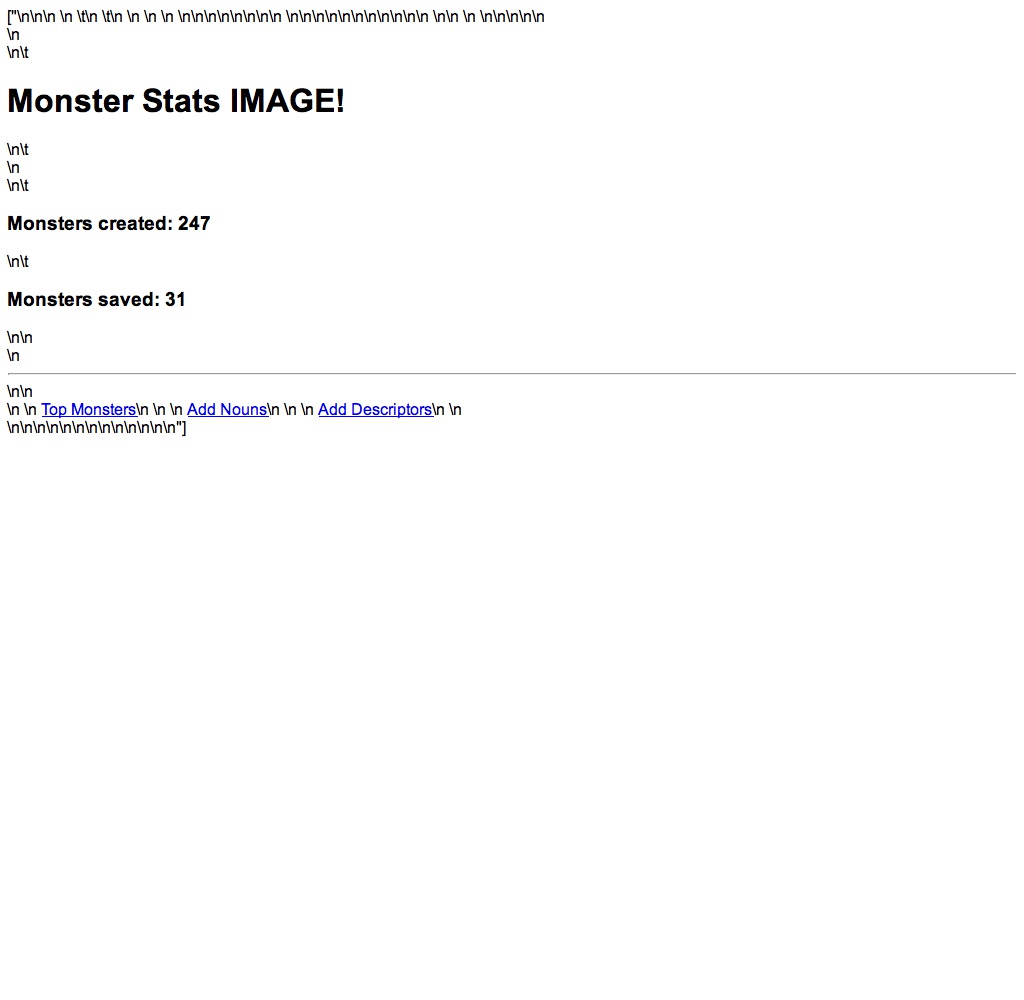 ["\n\n\n \n \t\n \t\n \n \n \n \n\n\n\n\n\n\n\n \n\n\n\n\n\n\n\n\n\n\n \n\n \n \n\n\n\n\n
\n
\n\t
Monster Stats IMAGE!
\n\t
\n
\n\t
Monsters created: 247
\n\t
Monsters saved: 31
\n\n
\n
\n\n
\n \n Top Monsters\n \n \n Add Nouns\n \n \n Add Descriptors\n \n
\n\n\n\n\n\n\n\n\n\n\n\n\n"]